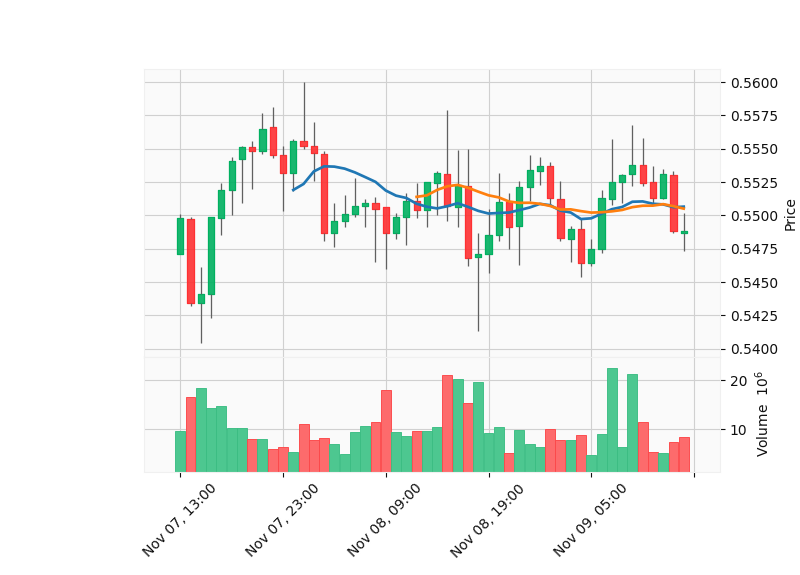 0.5600
0.5575
0.5550
0.5525
0.5500
0.5475
0.5450
0.5425
0.5400
Price
20
10
Volume 10⁶
Nov 07, 13:00
Nov 07, 23:00
Nov 08, 09:00
Nov 08, 19:00
Nov 09, 05:00